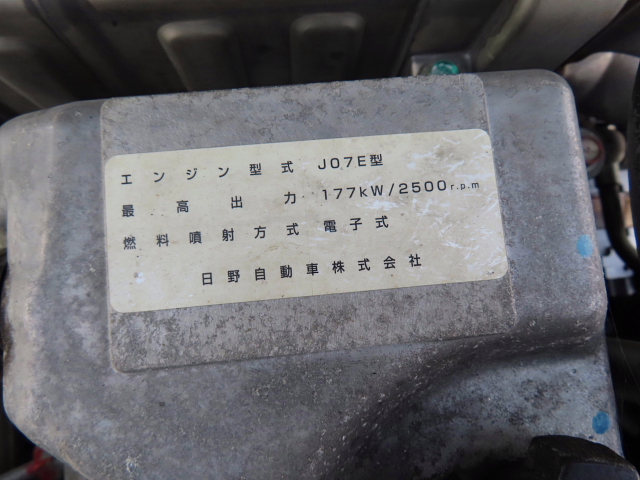 エンジン型式 J07E型
最高出力 177kW/2500r.p.m
燃料噴射方式 電子式
日野自動車株式会社